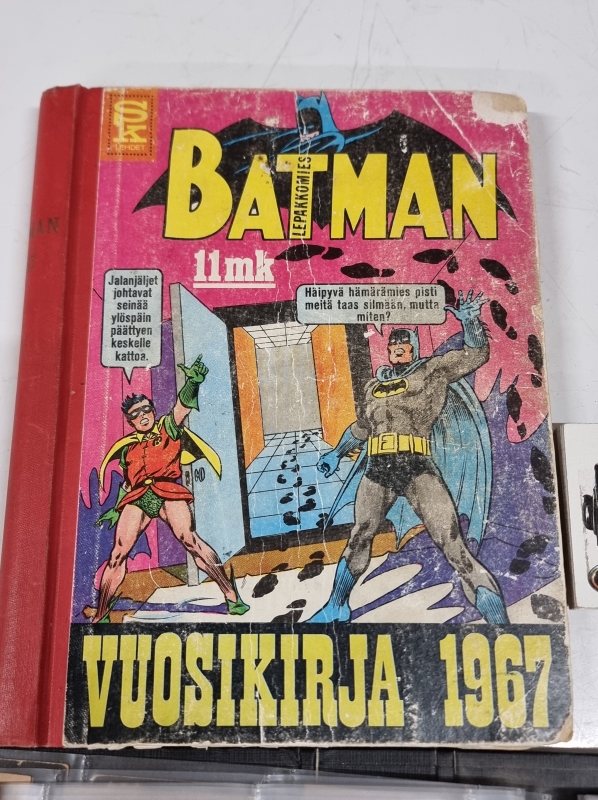 LEHDET
BATMAN
LEPAKKOMIES
11mk
Jalanjäljet
johtavat
seinää
ylöspäin
päättyen
keskelle
kattoa.
Häipyvä hämärämies pisti
meitä taas silmään, mutta
miten?
VUOSIKIRJA 1967